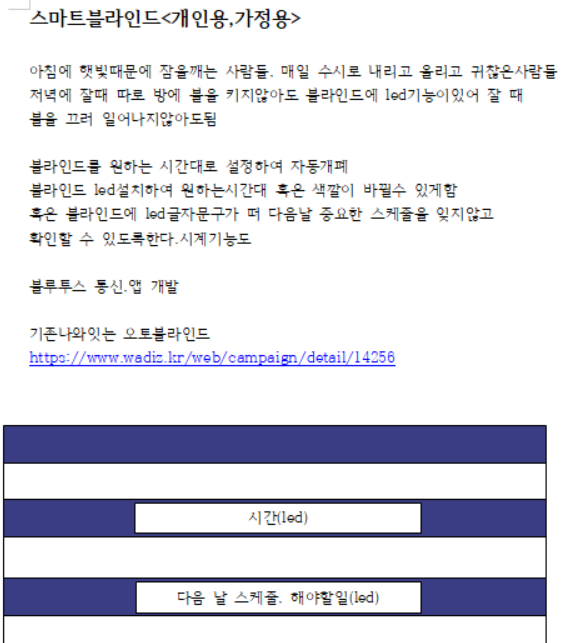 스마트블라인드<개인용,가정용>
아침에 햇빛때문에 잠을깨는 사람들. 매일 수시로 내리고 올리고 귀찮은사람들
저녁에 잘때 따로 방에 불을 키지않아도 블라인드에 led기능이있어 잘 때
불을 끄러 일어나지않아도됨
블라인드를 원하는 시간대로 설정하여 자동개폐
블라인드 led설치하여 원하는시간대 혹은 색깔이 바뀔수 있게함
혹은 블라인드에 led글자문구가 떠 다음날 중요한 스케줄을 잊지않고
확인할 수 있도록한다.시계기능도
블루투스 통신.앱 개발
기존나와잇는 오토블라인드
https://www.wadiz.kr/web/campaign/detail/14256
시간(led)
다음 날 스케줄. 해야할일(led)